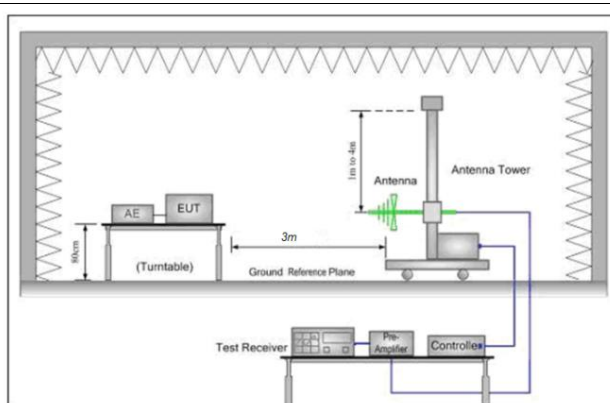 1m to 4m
Antenna
Antenna Tower
AE
EUT
80cm
(Turntable)
3m
Ground Reference Plane
Test Receiver
Pre-
Amplifier
Controller